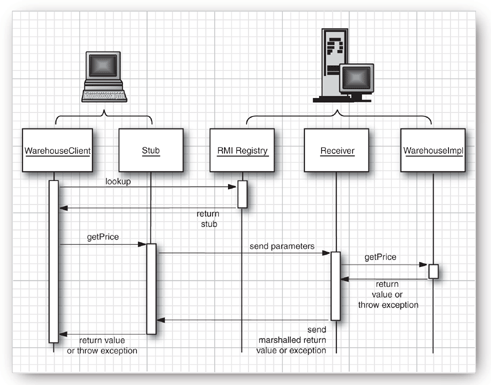 WarehouseClient
Stub
RMI Registry
Receiver
WarehouseImpl
lookup
return
stub
getPrice
send parameters
getPrice
return
value or
throw exception
return value
or throw exception
send
marshalled return
value or exception